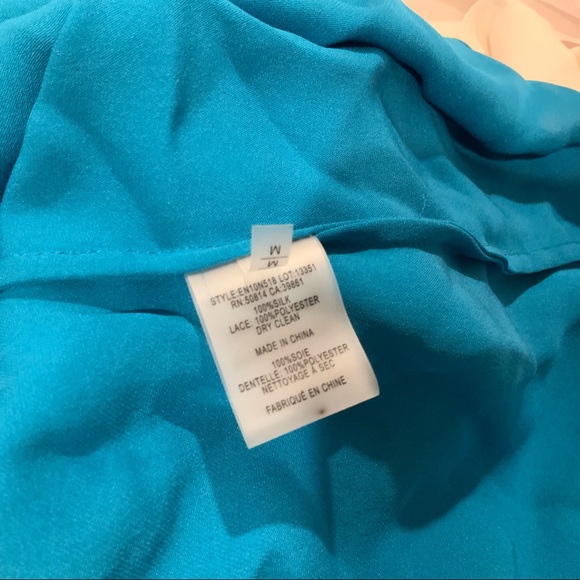 M
M
STYLE:EN10N518 LOT:13351
RN:50814 CA:39861
100%SILK
LACE: 100%POLYESTER
DRY CLEAN
MADE IN CHINA
100%SOIE
DENTELLE: 100%POLYESTER
NETTOYAGE À SEC
FABRIQUÉ EN CHINE